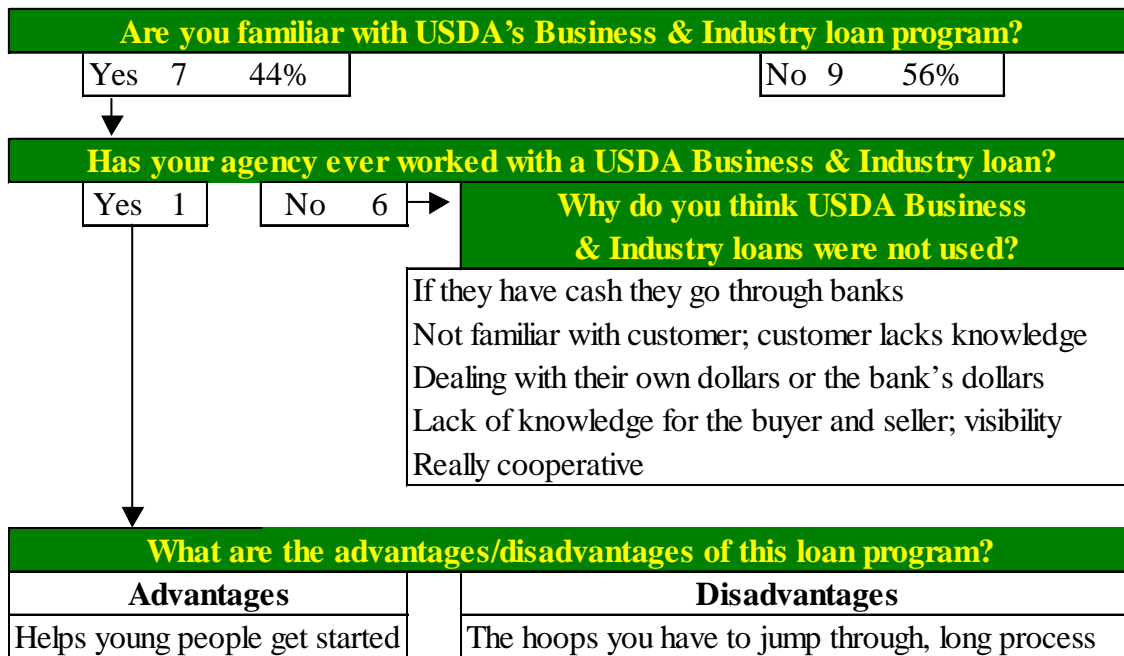 Are you familiar with USDA’s Business & Industry loan program?
Yes 7 44% No 9 56%
Has your agency ever worked with a USDA Business & Industry loan?
Yes 1 No 6
Why do you think USDA Business
& Industry loans were not used?
If they have cash they go through banks
Not familiar with customer; customer lacks knowledge
Dealing with their own dollars or the bank’s dollars
Lack of knowledge for the buyer and seller; visibility
Really cooperative
What are the advantages/disadvantages of this loan program?
Advantages Disadvantages
Helps young people get started The hoops you have to jump through, long process